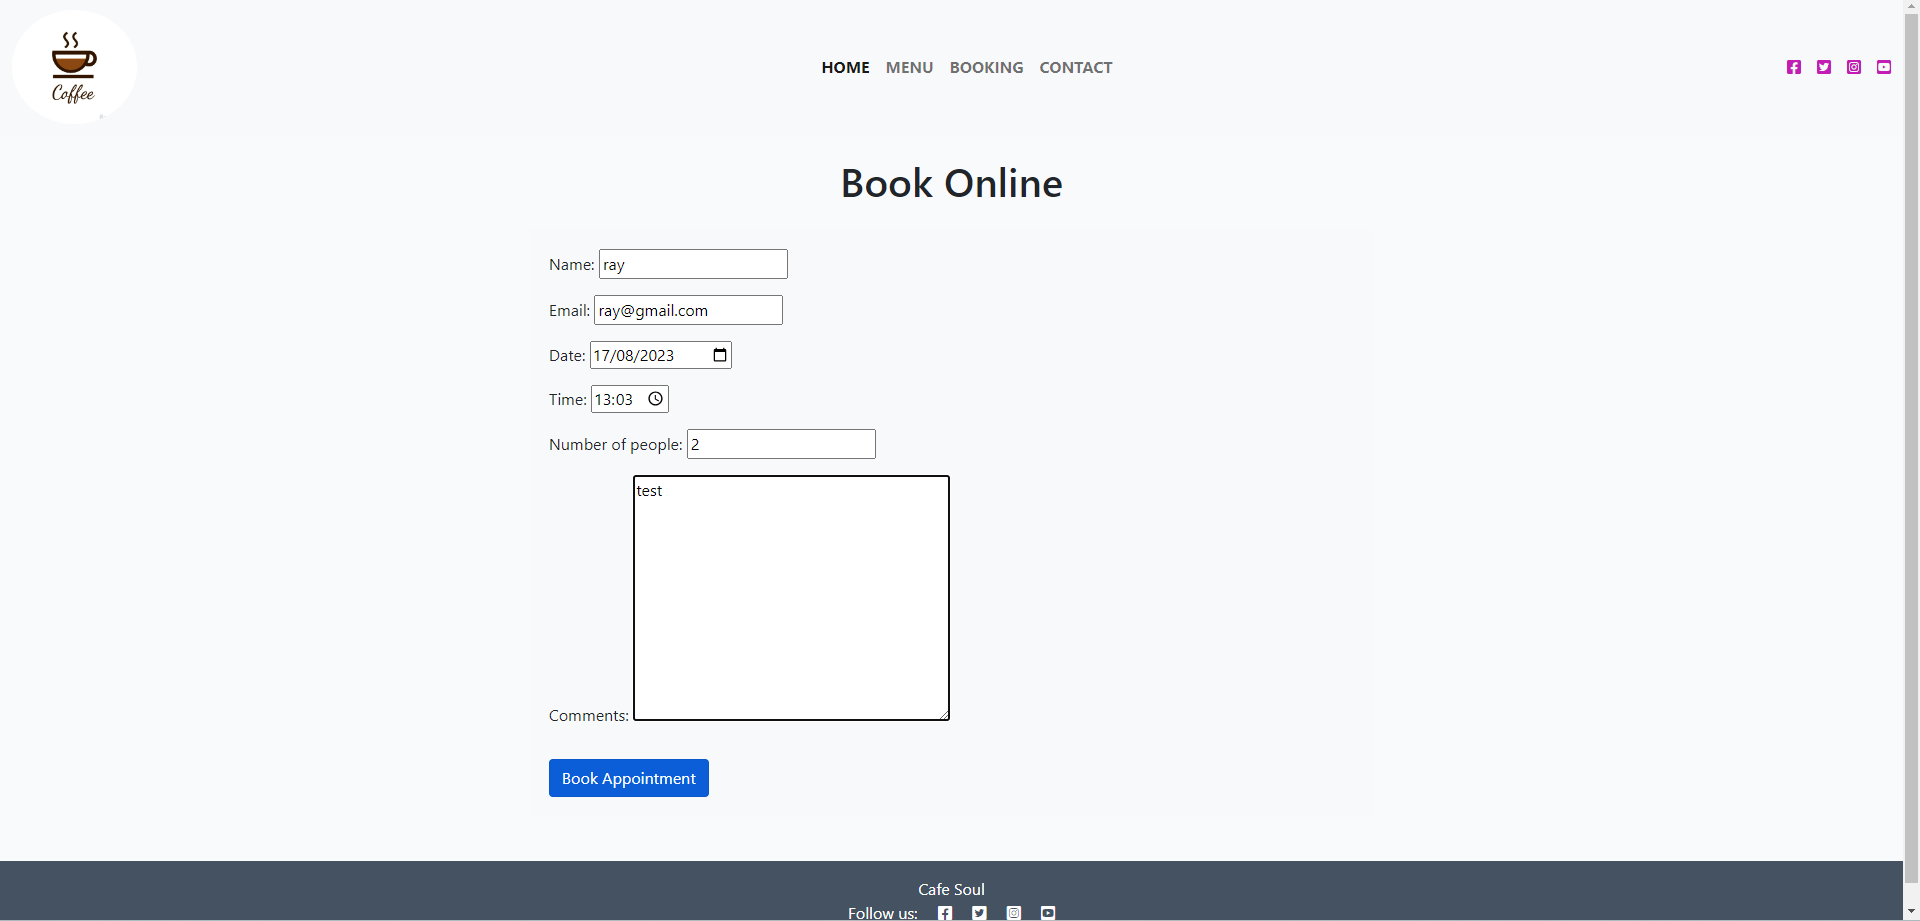 Coffee
HOME MENU BOOKING CONTACT
Book Online
Name: ray
Email: ray@gmail.com
Date: 17/08/2023
Time: 13:03
Number of people: 2
test
Comments:
Book Appointment
Cafe Soul
Follow us: